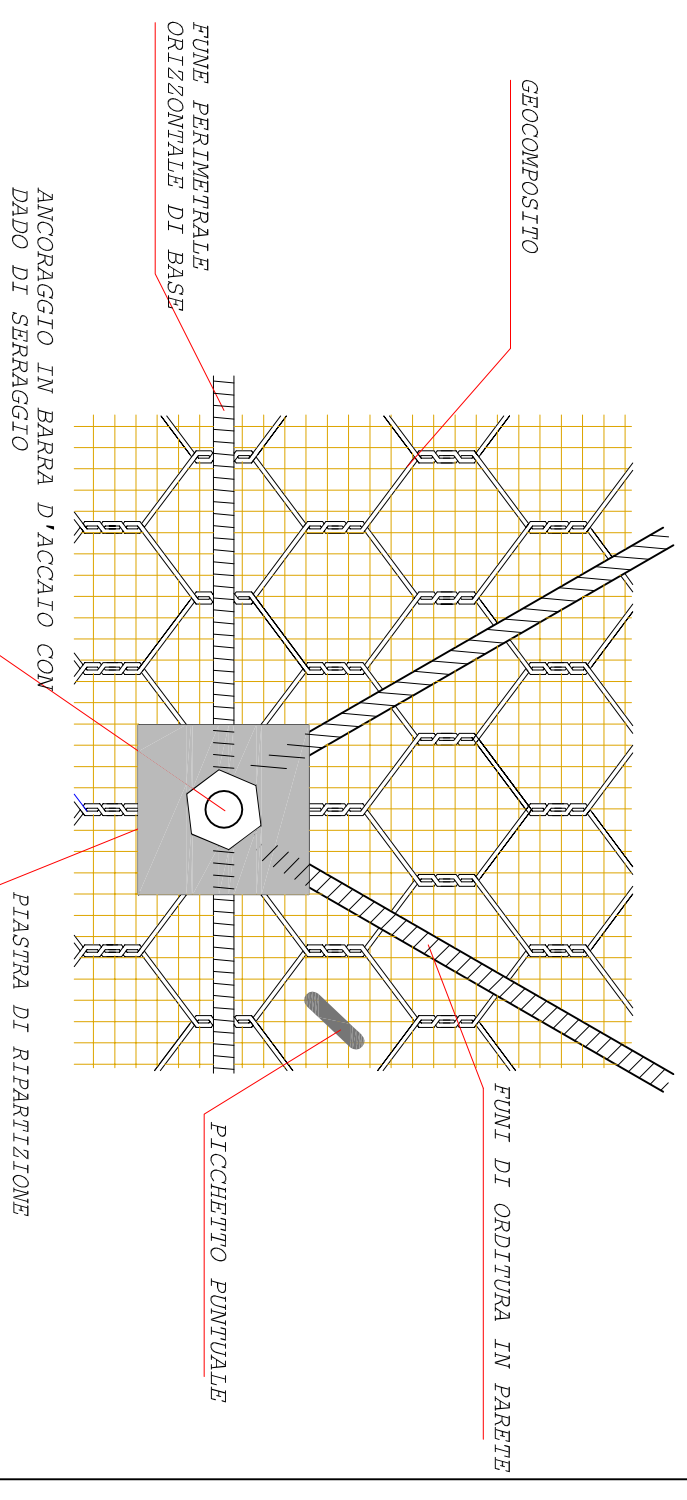 GEOCOMPOSITO
FUNE PERIMETRALE
ORIZZONTALE DI BASE
ANCORAGGIO IN BARRA D'ACCAIO CON
DADO DI SERRAGGIO
FUNI DI ORDITURA IN PARETE
PICCHETTO PUNTUALE
PIASTRA DI RIPARTIZIONE